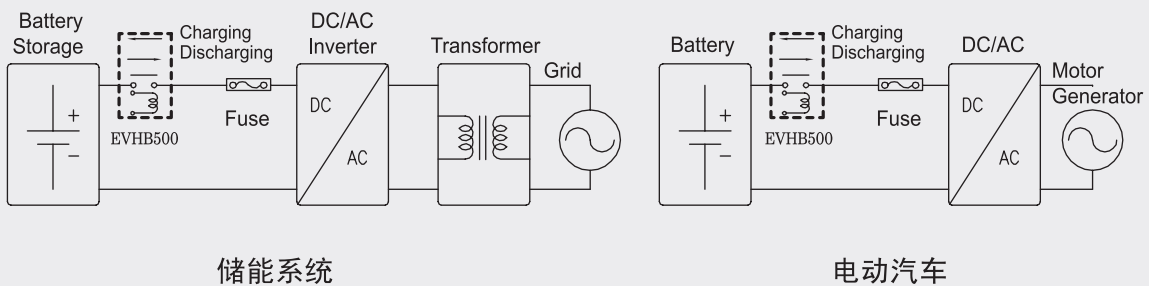 Battery
Storage
Charging
Discharging
EVHB500
Fuse
DC/AC
Inverter
DC
AC
Transformer
Grid
储能系统
Battery
Charging
Discharging
EVHB500
Fuse
DC/AC
DC
AC
Motor
Generator
电动汽车